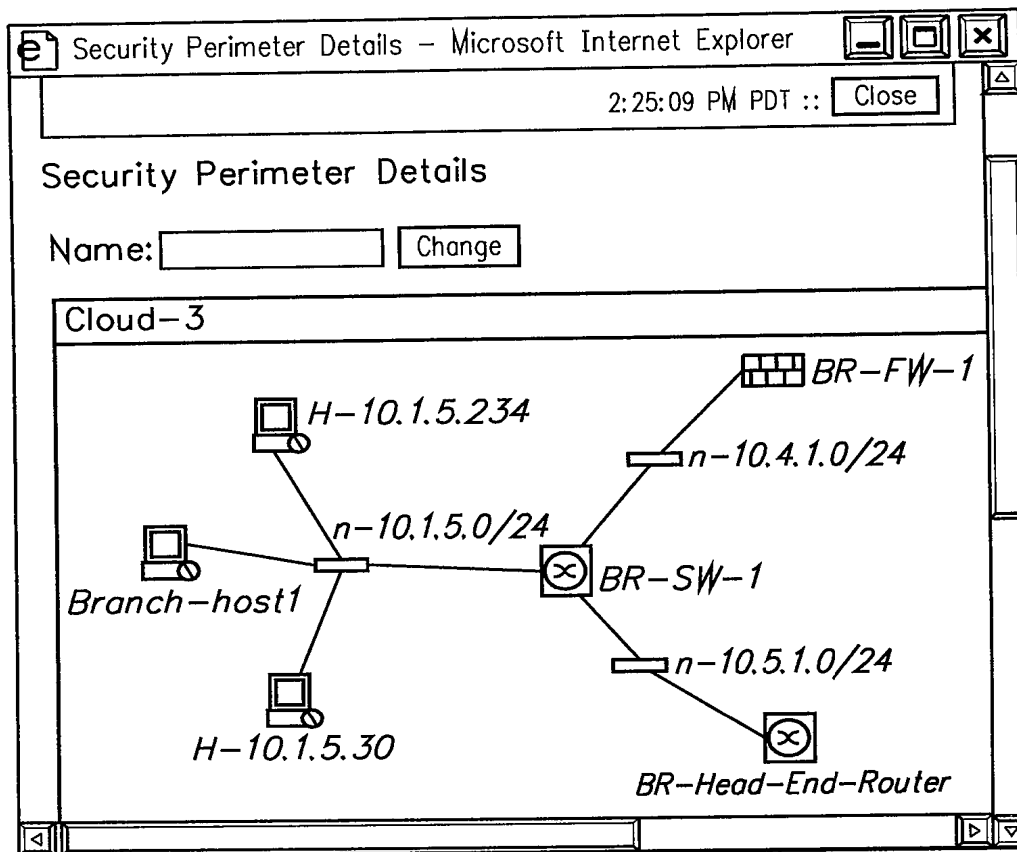 Security Perimeter Details – Microsoft Internet Explorer
2:25:09 PM PDT :: Close
Security Perimeter Details
Name: Change
Cloud–3
BR–FW–1
H–10.1.5.234
n–10.4.1.0/24
n–10.1.5.0/24
BR–SW–1
Branch–host1
n–10.5.1.0/24
H–10.1.5.30
BR–Head–End–Router